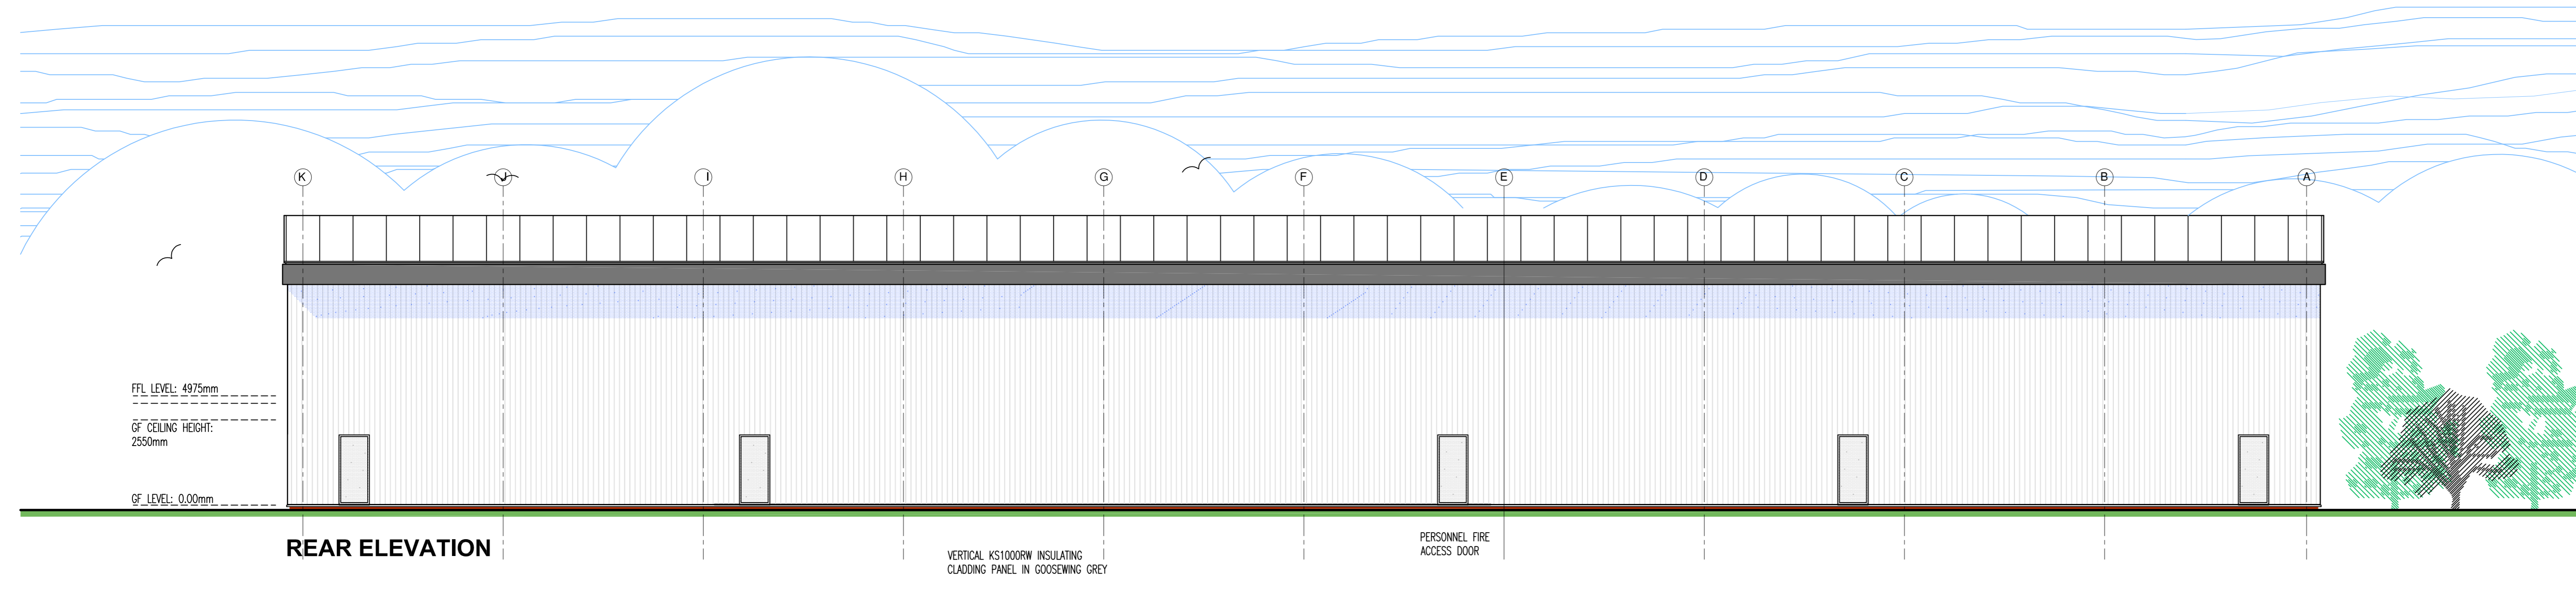 K J I H G F E D C B A
FFL LEVEL: 4975mm
GF CEILING HEIGHT:
2550mm
GF LEVEL: 0.00mm
REAR ELEVATION
VERTICAL KS1000RW INSULATING
CLADDING PANEL IN GOOSEWING GREY
PERSONNEL FIRE
ACCESS DOOR